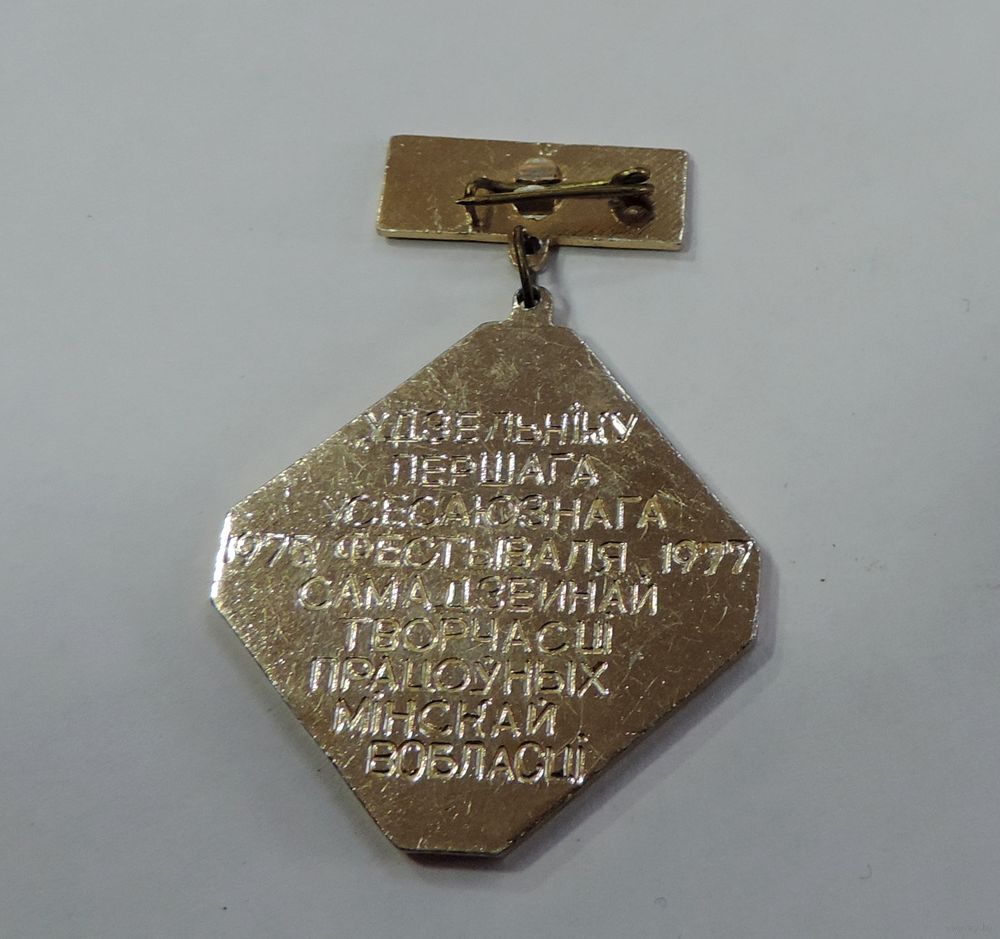 УДЗЕЛЬНІКУ
ПЕРШАГА
УСЕСАЮЗНАГА
1975 ФЕСТЫВАЛЯ 1977
САМАДЗЕЙНАЙ
ТВОРЧАСЦІ
ПРАЦОЎНЫХ
МІНСКАЙ
ВОБЛАСЦІ